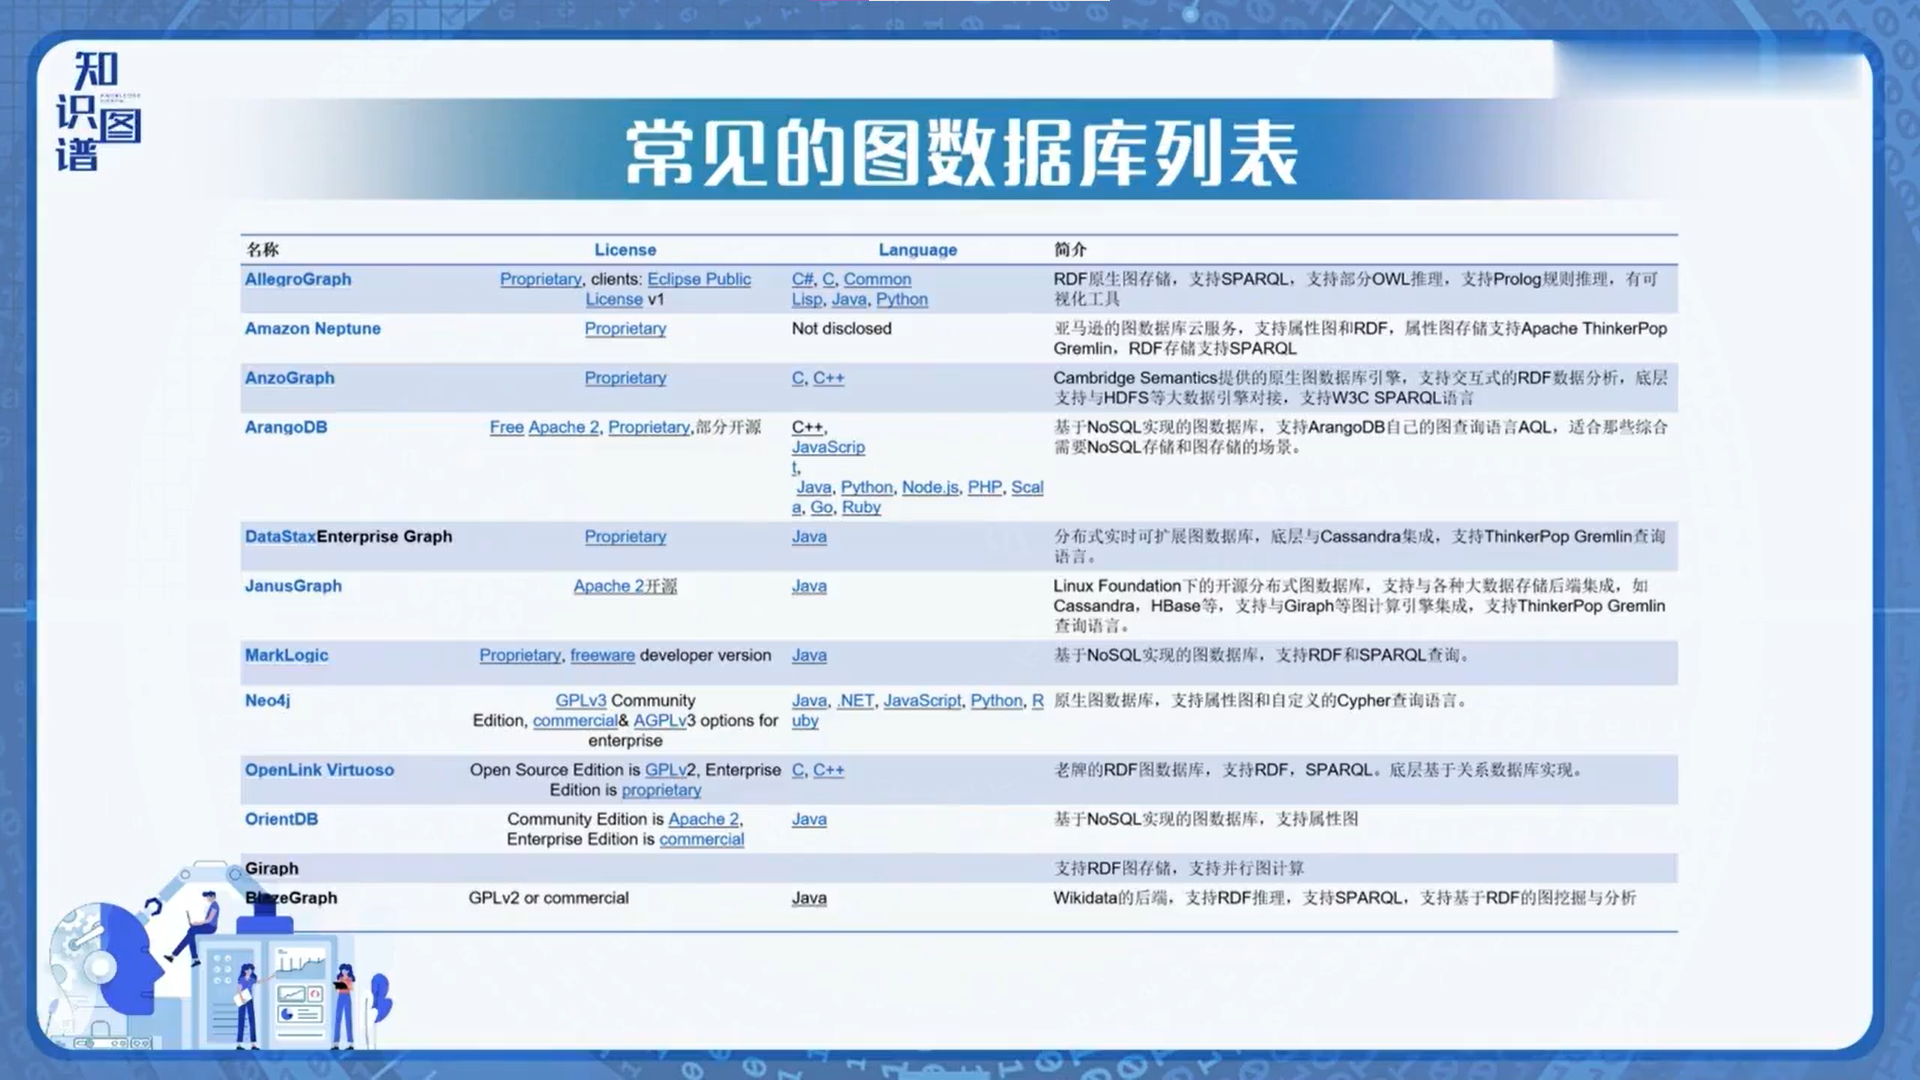 知识图谱
常见的图数据库列表
名称 License Language 简介
AllegroGraph Proprietary, clients: Eclipse Public C#, C, Common RDF原生图存储，支持SPARQL，支持部分OWL推理，支持Prolog规则推理，有可
License v1 Lisp, Java, Python 视化工具
Amazon Neptune Proprietary Not disclosed 亚马逊的图数据库云服务，支持属性图和RDF，属性图存储支持Apache ThinkerPop
Gremlin，RDF存储支持SPARQL
AnzoGraph Proprietary C, C++ Cambridge Semantics提供的原生图数据库引擎，支持交互式的RDF数据分析，底层
支持与HDFS等大数据引擎对接，支持W3C SPARQL语言
ArangoDB Free Apache 2, Proprietary,部分开源 C++, 基于NoSQL实现的图数据库，支持ArangoDB自己的图查询语言AQL，适合那些综合
JavaScrip 需要NoSQL存储和图存储的场景。
t,
Java, Python, Node.js, PHP, Scal
a, Go, Ruby
DataStaxEnterprise Graph Proprietary Java 分布式实时可扩展图数据库，底层与Cassandra集成，支持ThinkerPop Gremlin查询
语言。
JanusGraph Apache 2开源 Java Linux Foundation下的开源分布式图数据库，支持与各种大数据存储后端集成，如
Cassandra，HBase等，支持与Giraph等图计算引擎集成，支持ThinkerPop Gremlin
查询语言。
MarkLogic Proprietary, freeware developer version Java 基于NoSQL实现的图数据库，支持RDF和SPARQL查询。
Neo4j GPLv3 Community Java, .NET, JavaScript, Python, R 原生图数据库，支持属性图和自定义的Cypher查询语言。
Edition, commercial& AGPLv3 options for uby
enterprise
OpenLink Virtuoso Open Source Edition is GPLv2, Enterprise C, C++ 老牌的RDF图数据库，支持RDF，SPARQL。底层基于关系数据库实现。
Edition is proprietary
OrientDB Community Edition is Apache 2, Java 基于NoSQL实现的图数据库，支持属性图
Enterprise Edition is commercial
Giraph 支持RDF图存储，支持并行图计算
BlazeGraph GPLv2 or commercial Java Wikidata的后端，支持RDF推理，支持SPARQL，支持基于RDF的图挖掘与分析